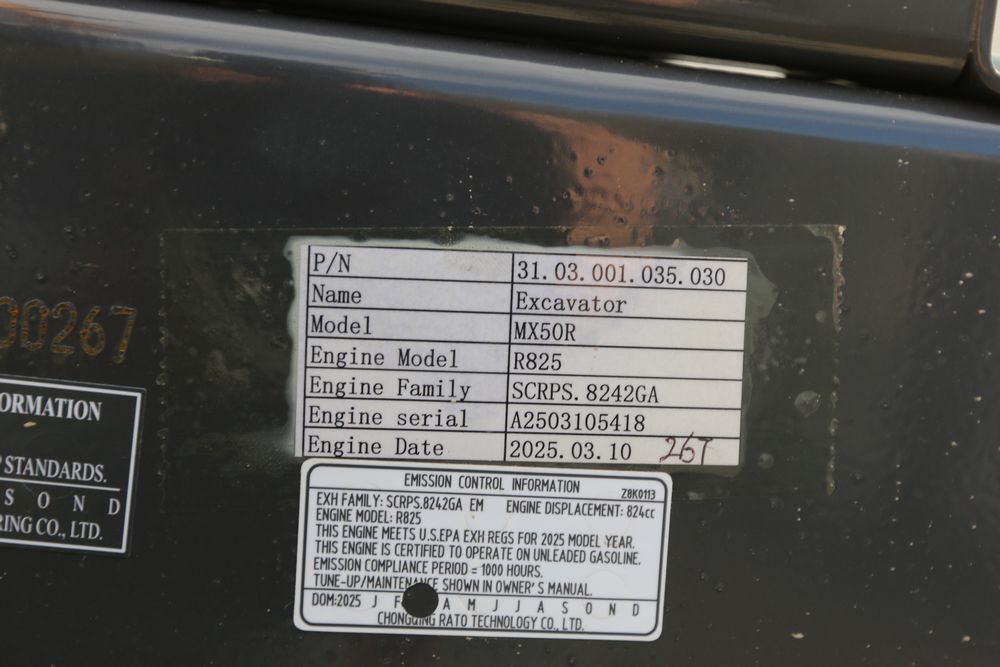 P/N 31.03.001.035.030
Name Excavator
Model MX50R
Engine Model R825
Engine Family SCRPS.8242GA
Engine serial A2503105418
Engine Date 2025.03.10 267
00267
ORMATION
STANDARDS.
S O N D
RING CO., LTD.
EMISSION CONTROL INFORMATION
Z8K0113
EXH FAMILY: SCRPS.8242GA EM ENGINE DISPLACEMENT: 824cc
ENGINE MODEL: R825
THIS ENGINE MEETS U.S.EPA EXH REGS FOR 2025 MODEL YEAR.
THIS ENGINE IS CERTIFIED TO OPERATE ON UNLEADED GASOLINE.
EMISSION COMPLIANCE PERIOD = 1000 HOURS.
TUNE-UP/MAINTENANCE SHOWN IN OWNER'S MANUAL.
DOM:2025 J F A M J J A S O N D
CHONGQING RATO TECHNOLOGY CO., LTD.